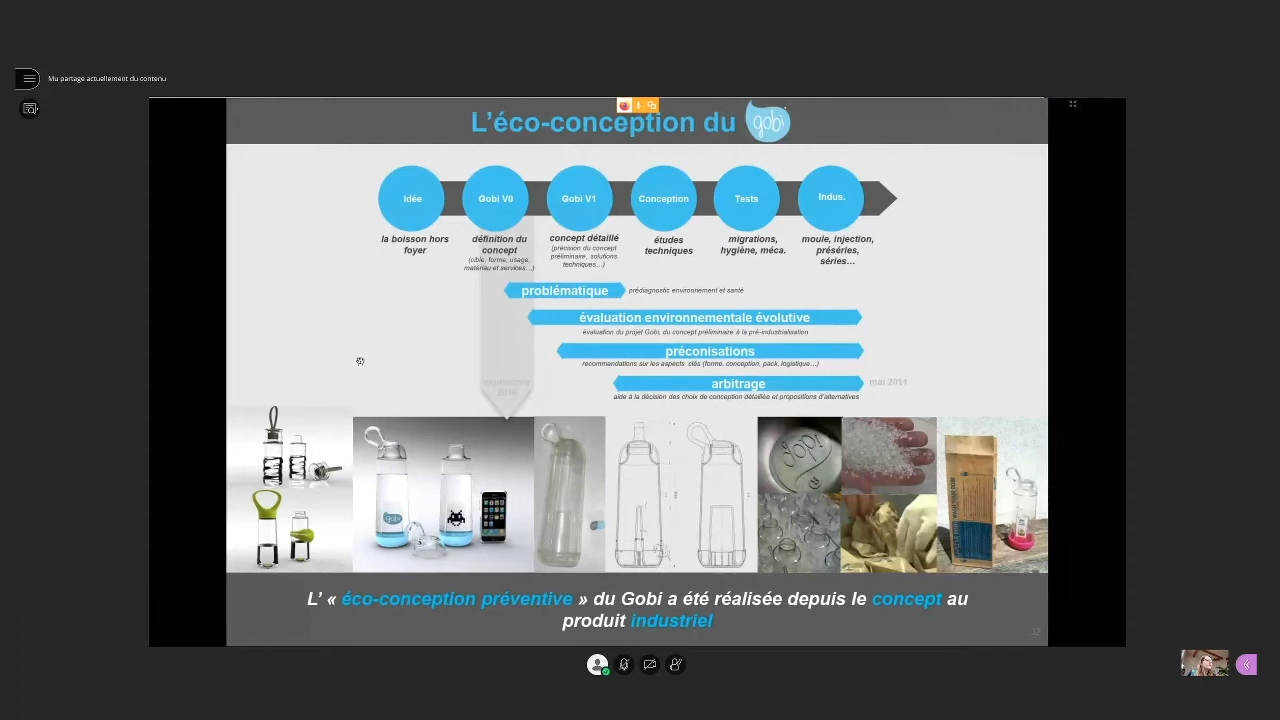 Mu partage actuellement du contenu
L'éco-conception du gobi
Idée
Gobi V0
Gobi V1
Conception
Tests
Indus.
la boisson hors
foyer
définition du
concept
(cible, forme, usage,
matériau et services…)
concept détaillé
(précision du concept
préliminaire, solutions
techniques…)
études
techniques
migrations,
hygiène, méca.
moule, injection,
préséries,
séries…
problématique
prédiagnostic environnement et santé
évaluation environnementale évolutive
évaluation du projet Gobi, du concept préliminaire à la pré-industrialisation
préconisations
recommandations sur les aspects clés (forme, conception, pack, logistique…)
septembre
2010
arbitrage
mai 2011
aide à la décision des choix de conception détaillée et propositions d'alternatives
gobi
gobi
L' « éco-conception préventive » du Gobi a été réalisée depuis le concept au
produit industriel
32